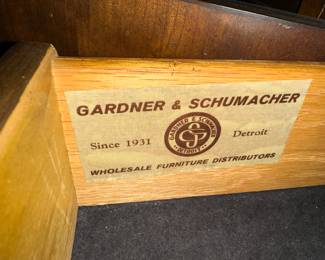 GARDNER & SCHUMACHER
Since 1931
Detroit
WHOLESALE FURNITURE DISTRIBUTORS